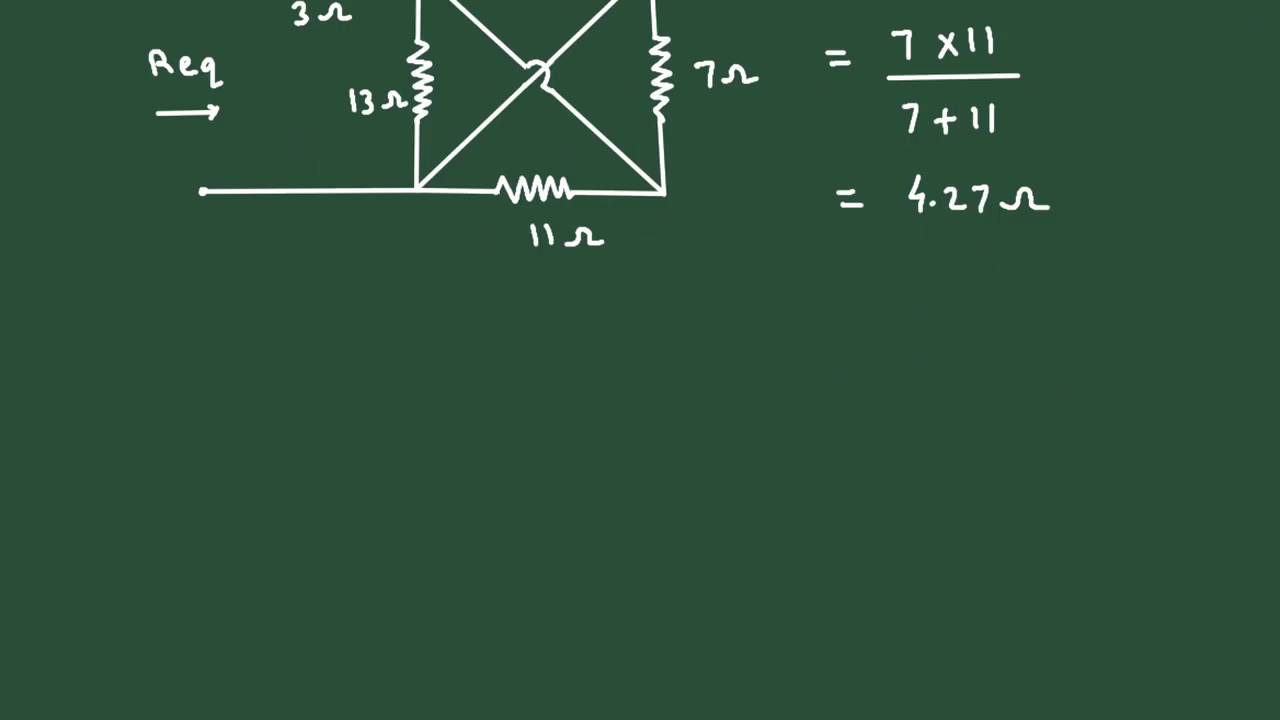 3Ω
Req
13Ω
7Ω
11Ω
= 7 × 11
7 + 11
= 4.27Ω